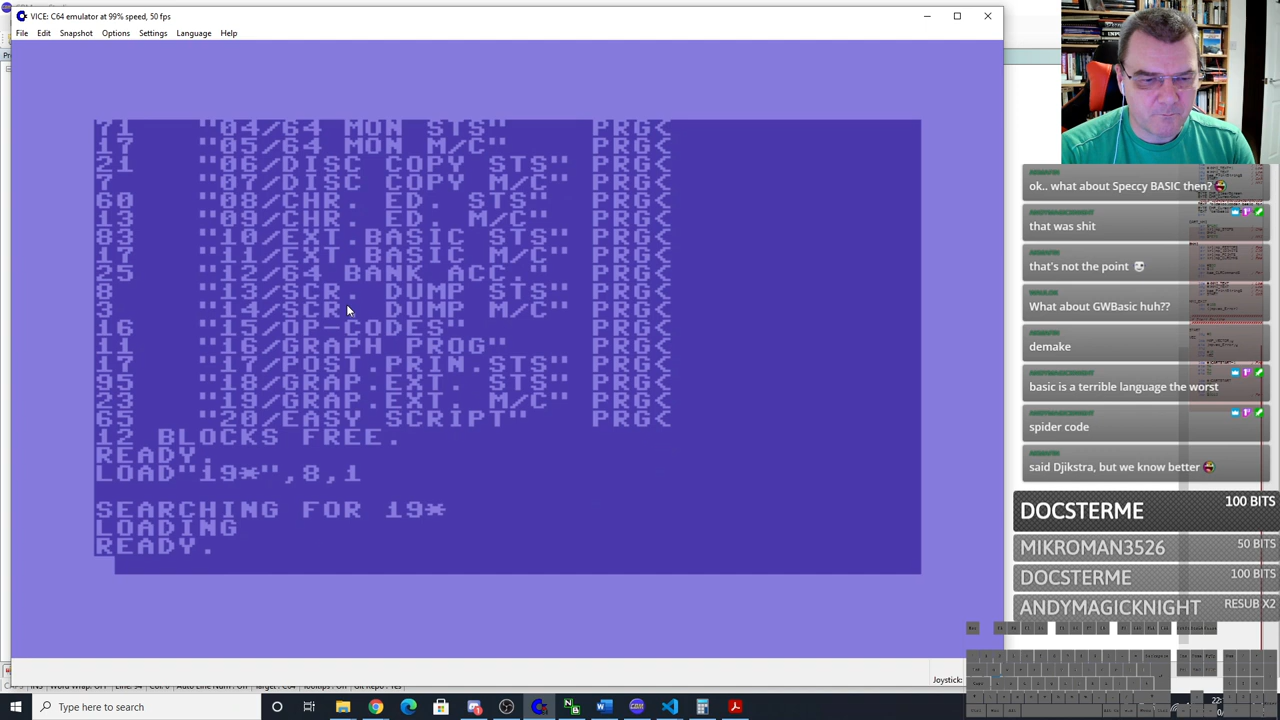 VICE: C64 emulator at 99% speed, 50 fps
File Edit Snapshot Options Settings Language Help
71 "04/64 MON STS" PRG<
17 "05/64 MON M/C" PRG<
21 "06/DISC COPY STS" PRG<
7 "07/DISC COPY M/C" PRG<
60 "08/CHR. ED. STS" PRG<
13 "09/CHR. ED. M/C" PRG<
83 "10/EXT.BASIC STS" PRG<
17 "11/EXT.BASIC M/C" PRG<
25 "12/64 BANK ACC." PRG<
8 "13/SCR. DUMP STS" PRG<
3 "14/SCR. DUMP M/C" PRG<
16 "15/OP-CODES" PRG<
11 "16/GRAPH PROG" PRG<
17 "17/POST.PRIN.STS" PRG<
95 "18/GRAP.EXT. STS" PRG<
23 "19/GRAP.EXT. M/C" PRG<
65 "20/EASY SCRIPT" PRG<
12 BLOCKS FREE.
READY.
LOAD"19*",8,1
SEARCHING FOR 19*
LOADING
READY.
Joystick:
ok.. what about Speccy BASIC then?
ANDYMAGICKNIGHT
that was shit
that's not the point
What about GWBasic huh??
demake
ANDYMAGICKNIGHT
basic is a terrible language the worst
ANDYMAGICKNIGHT
spider code
said Djikstra, but we know better
DOCSTERME 100 BITS
MIKROMAN3526 50 BITS
DOCSTERME 100 BITS
ANDYMAGICKNIGHT RESUB X2
Type here to search